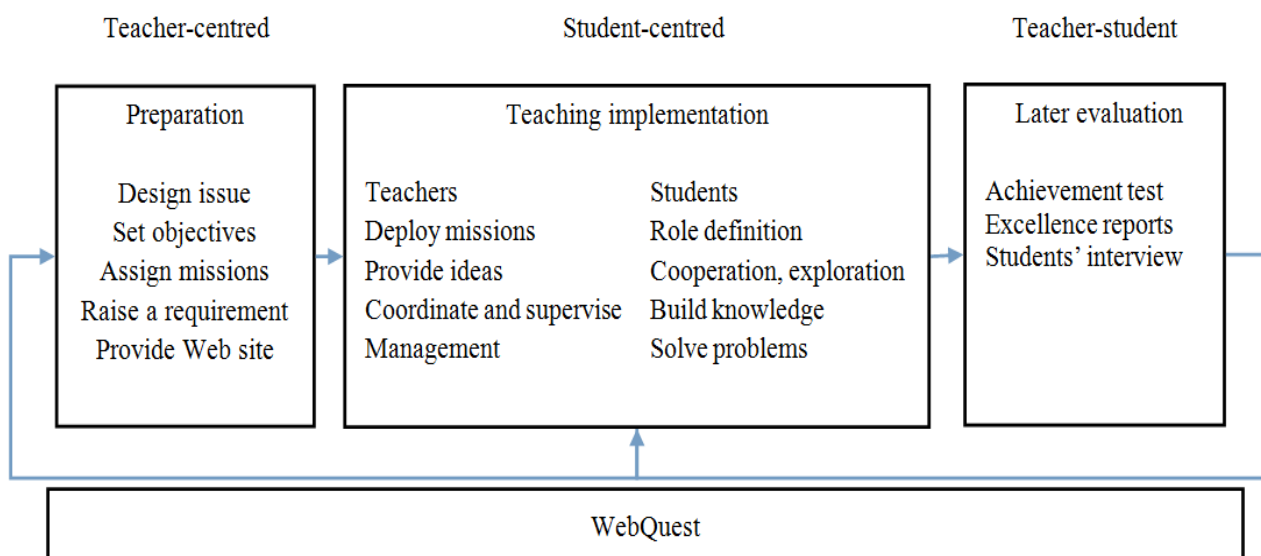 Teacher-centred
Student-centred
Teacher-student
Preparation
Design issue
Set objectives
Assign missions
Raise a requirement
Provide Web site
Teaching implementation
Teachers
Deploy missions
Provide ideas
Coordinate and supervise
Management
Students
Role definition
Cooperation, exploration
Build knowledge
Solve problems
Later evaluation
Achievement test
Excellence reports
Students’ interview
WebQuest